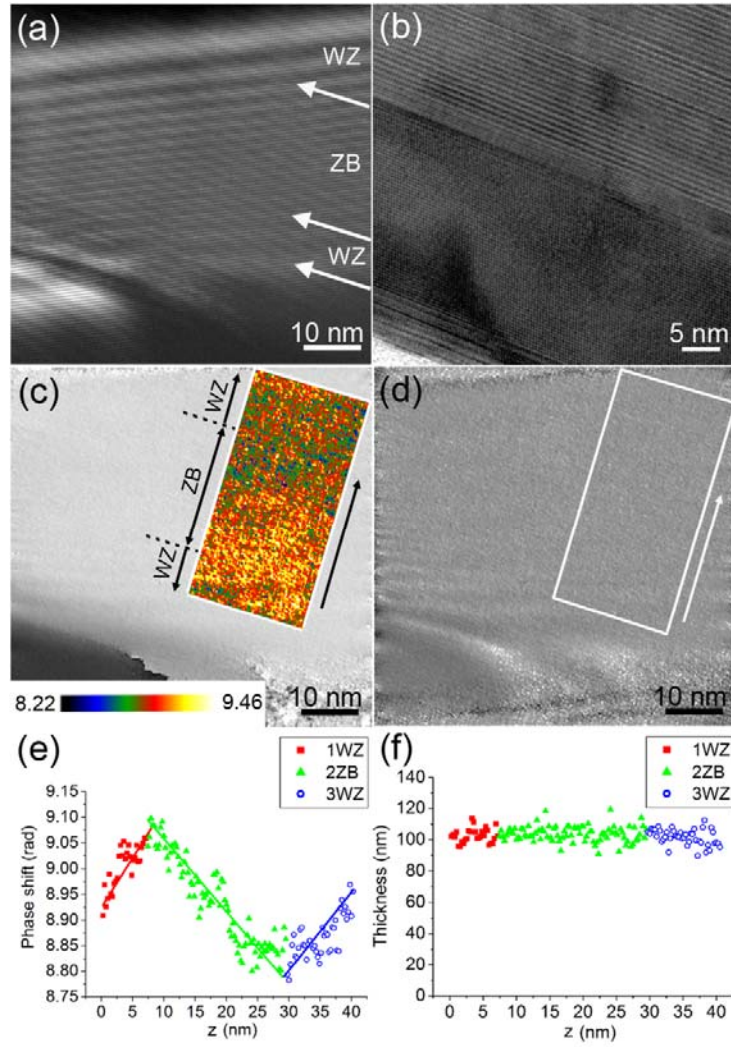 (a)
WZ
ZB
WZ
10 nm
(b)
5 nm
(c)
WZ
ZB
WZ
8.22
9.46
10 nm
(d)
10 nm
(e)
1WZ
2ZB
3WZ
9.15
9.10
9.05
9.00
8.95
8.90
8.85
8.80
8.75
Phase shift (rad)
0 5 10 15 20 25 30 35 40
z (nm)
(f)
1WZ
2ZB
3WZ
140
120
100
80
60
40
20
0
Thickness (nm)
0 5 10 15 20 25 30 35 40
z (nm)